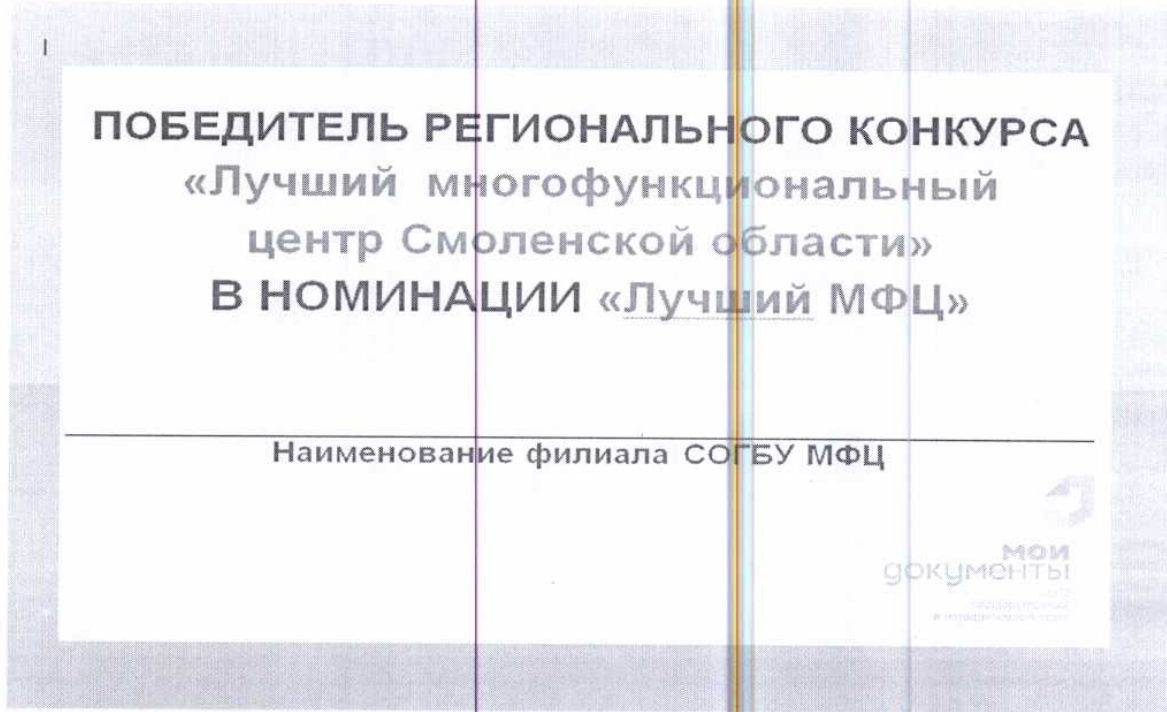 ПОБЕДИТЕЛЬ РЕГИОНАЛЬНОГО КОНКУРСА
«Лучший многофункциональный
центр Смоленской области»
В НОМИНАЦИИ «Лучший МФЦ»
Наименование филиала СОГБУ МФЦ
мои
документы